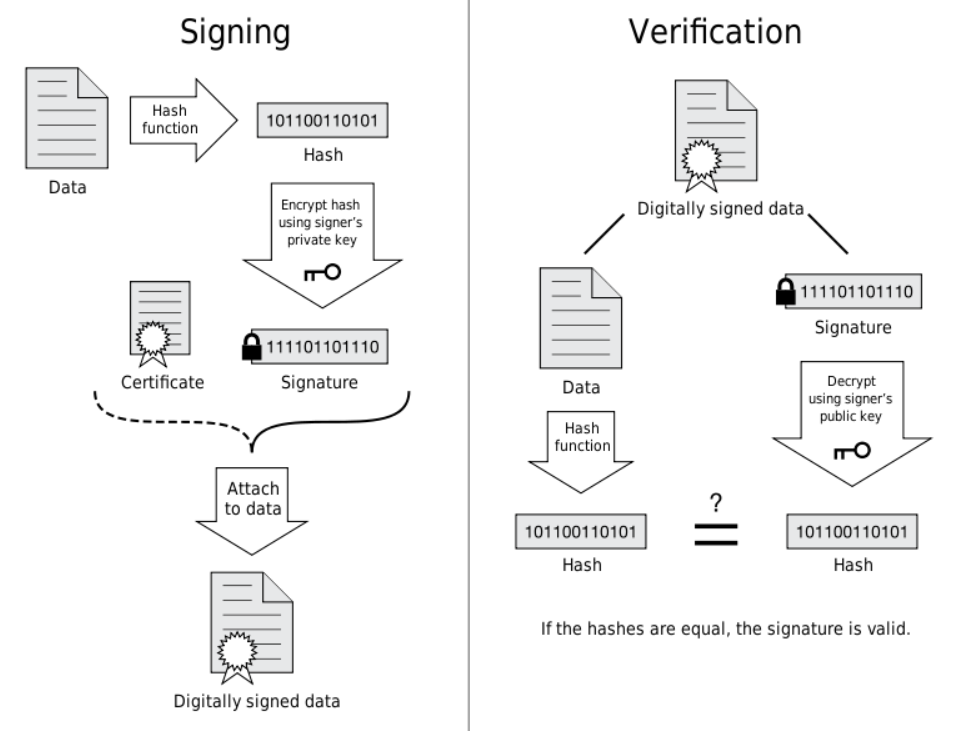 Signing
Hash
function
101100110101
Hash
Data
Encrypt hash
using signer's
private key
111101101110
Certificate
Signature
Attach
to data
Digitally signed data
Verification
Digitally signed data
111101101110
Signature
Data
Decrypt
using signer's
public key
Hash
function
?
101100110101
101100110101
Hash
Hash
If the hashes are equal, the signature is valid.